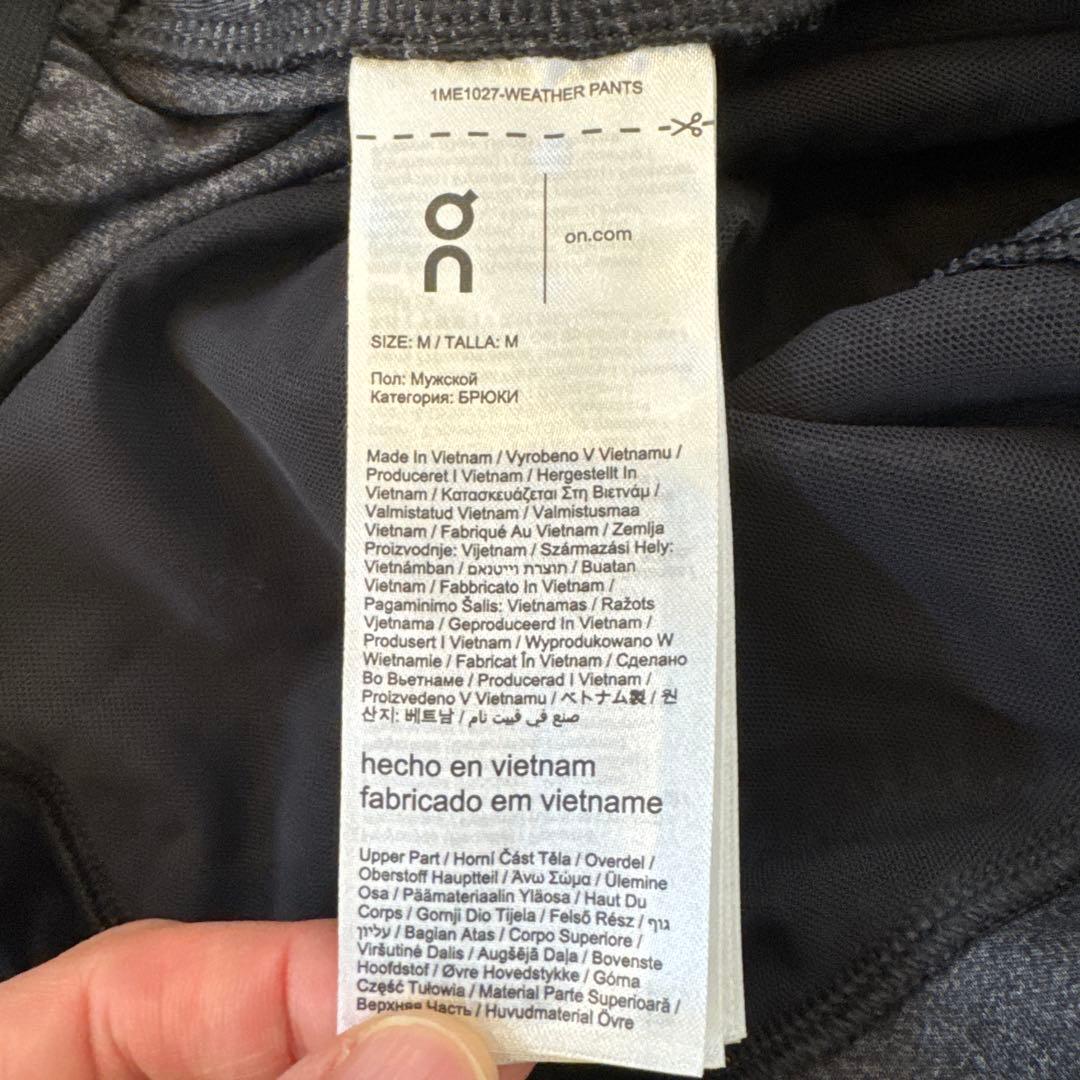 1ME1027-WEATHER PANTS
on
on.com
SIZE: M / TALLA: M
Пол: Мужской
Категория: БРЮКИ
Made In Vietnam / Vyrobeno V Vietnamu /
Produceret I Vietnam / Hergestellt In
Vietnam / Κατασκευάζεται Στη Βιετνάμ /
Valmistatud Vietnam / Valmistusmaa
Vietnam / Fabriqué Au Vietnam / Zemlja
Proizvodnje: Vijetnam / Származási Hely:
Vietnámban / תוצרת וייטנאם / Buatan
Vietnam / Fabbricato In Vietnam /
Pagaminimo Šalis: Vietnamas / Ražots
Vjetnama / Geproduceerd In Vietnam /
Produsert I Vietnam / Wyprodukowano W
Wietnamie / Fabricat În Vietnam / Сделано
Во Вьетнаме / Producerad I Vietnam /
Proizvedeno V Vietnamu / ベトナム製 / 원
산지: 베트남 / صنع في فييت نام
hecho en vietnam
fabricado em vietname
Upper Part / Horní Část Těla / Overdel /
Oberstoff Hauptteil / Άνω Σώμα / Ülemine
Osa / Päämateriaalin Yläosa / Haut Du
Corps / Gornji Dio Tijela / Felső Rész / גוף
עליון / Bagian Atas / Corpo Superiore /
Viršutinė Dalis / Augšējā Daļa / Bovenste
Hoofdstof / Øvre Hovedstykke / Górna
Część Tułowia / Material Parte Superioară /
Верхняя Часть / Huvudmaterial Övre